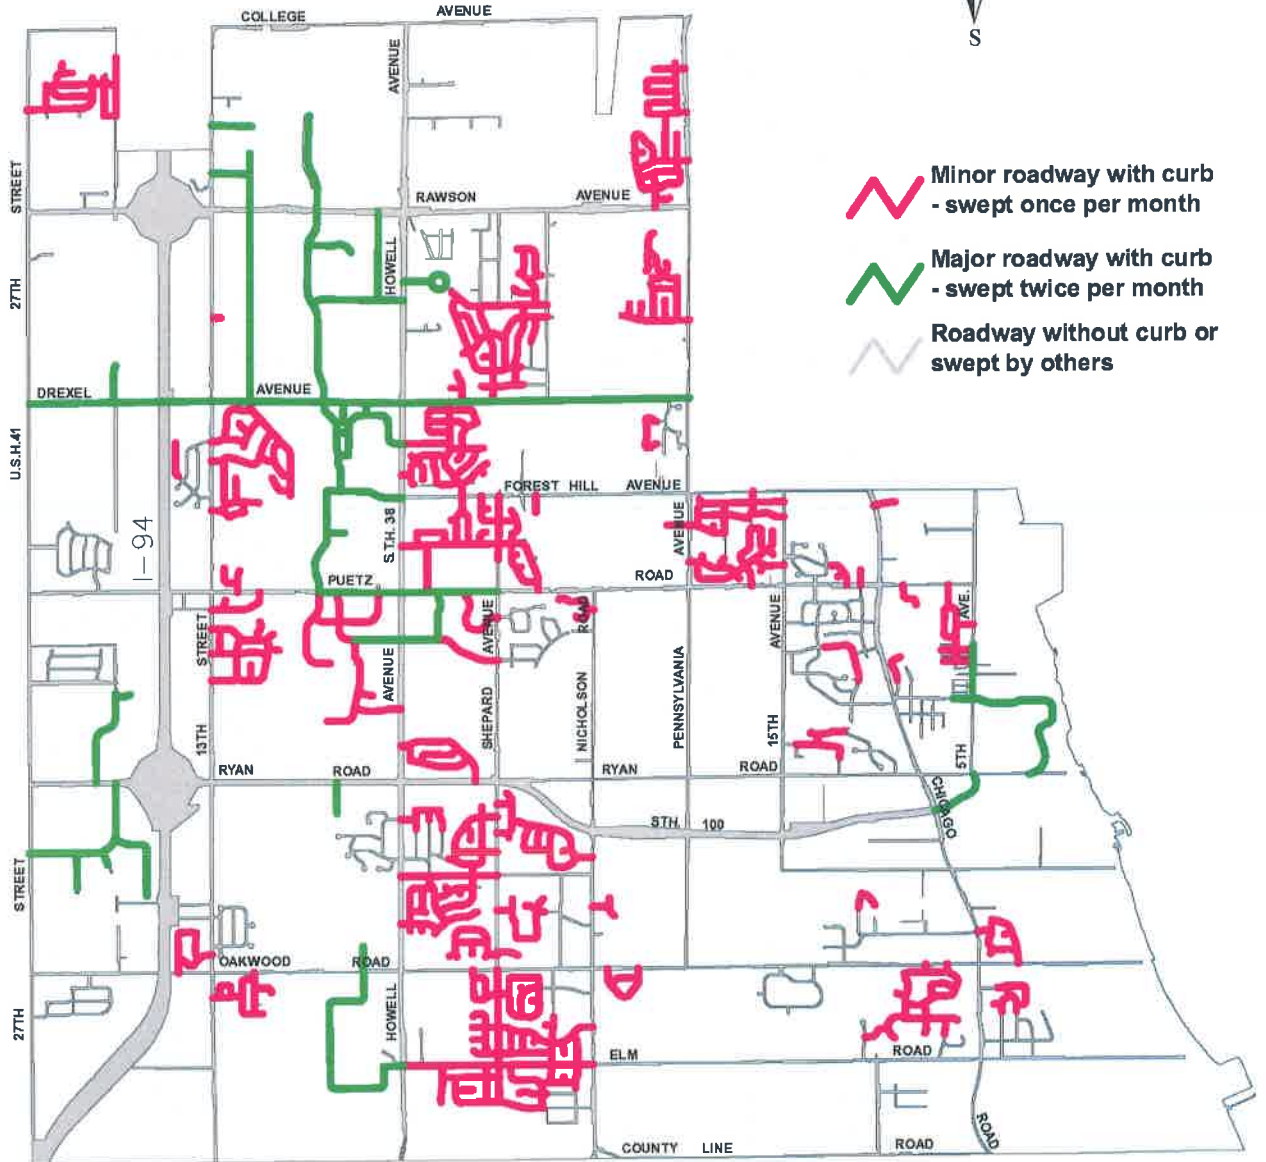 COLLEGE AVENUE
S
AVENUE
STREET
RAWSON AVENUE
Minor roadway with curb
- swept once per month
Major roadway with curb
- swept twice per month
Roadway without curb or
swept by others
HOWELL
27TH
DREXEL AVENUE
U.S.H.41
FOREST HILL AVENUE
I-94
S.T.H. 38
AVENUE
PUETZ ROAD
STREET
AVENUE
ROAD
AVENUE
AVE.
13TH
AVENUE
SHEPARD
NICHOLSON
PENNSYLVANIA
15TH
5TH
RYAN ROAD RYAN ROAD
CHICAGO
STH 100
STREET
OAKWOOD ROAD
27TH
HOWELL
ELM ROAD
ROAD
COUNTY LINE ROAD